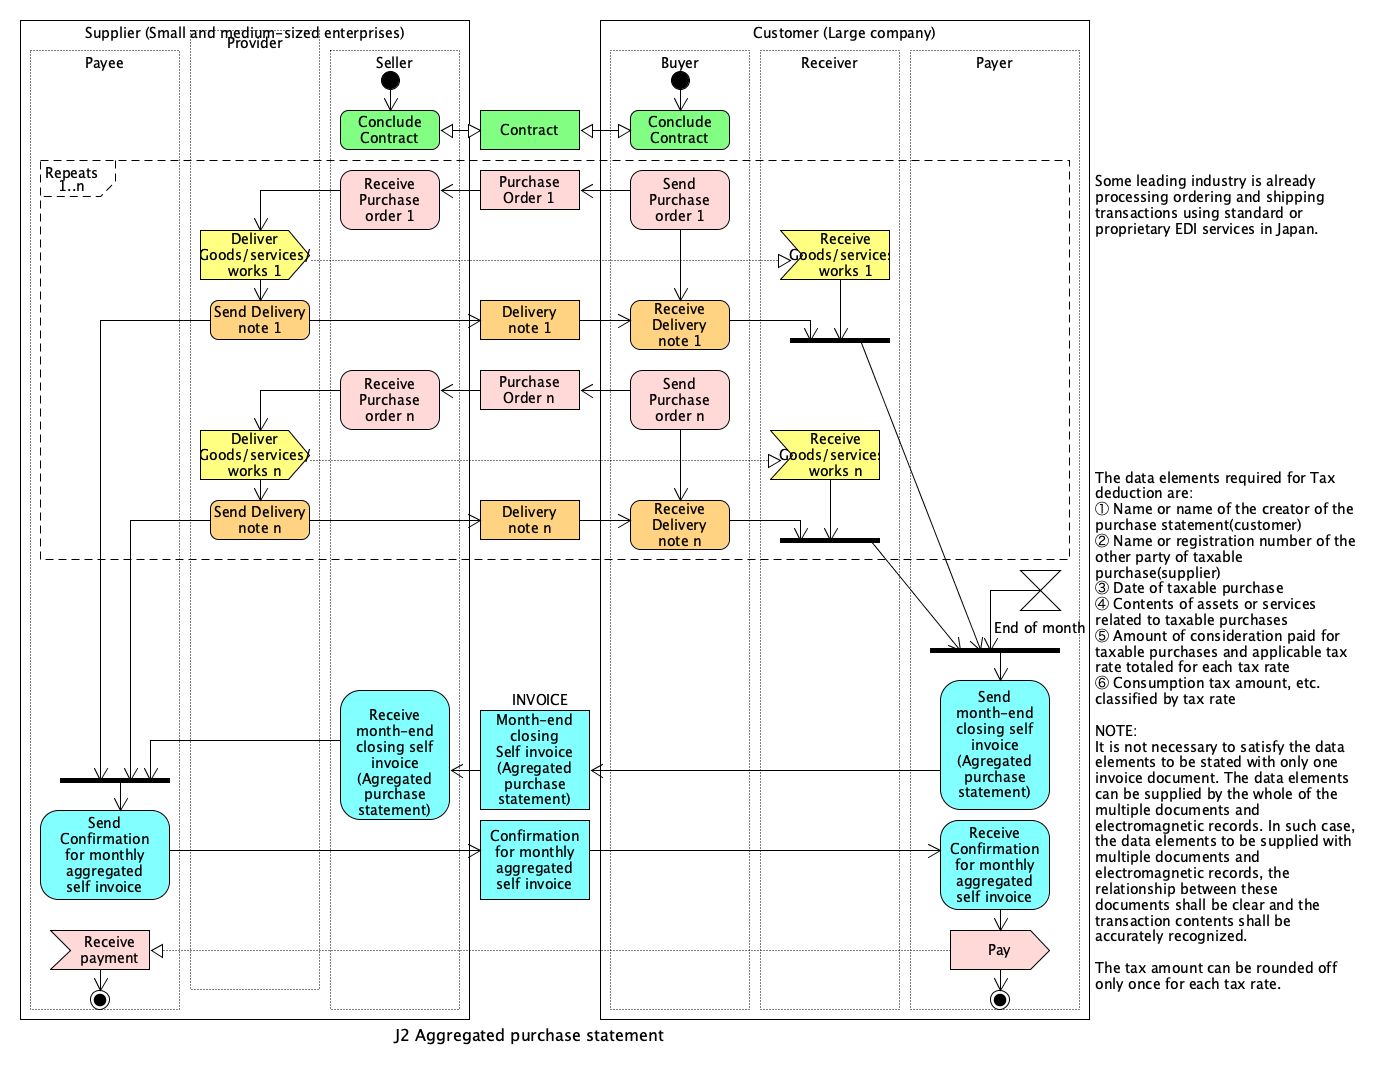 Supplier (Small and medium-sized enterprises)
Customer (Large company)
Payee
Provider
Seller
Buyer
Receiver
Payer
Conclude
Contract
Contract
Conclude
Contract
Repeats
1..n
Receive
Purchase
order 1
Purchase
Order 1
Send
Purchase
order 1
Deliver
Goods/services/
works 1
Receive
Goods/services
works 1
Send Delivery
note 1
Delivery
note 1
Receive
Delivery
note 1
Receive
Purchase
order n
Purchase
Order n
Send
Purchase
order n
Deliver
Goods/services/
works n
Receive
Goods/services
works n
Send Delivery
note n
Delivery
note n
Receive
Delivery
note n
End of month
Receive
month-end
closing self
invoice
(Agregated
purchase
statement)
INVOICE
Month-end
closing
Self invoice
(Agregated
purchase
statement)
Send
month-end
closing self
invoice
(Agregated
purchase
statement)
Send
Confirmation
for monthly
aggregated
self invoice
Confirmation
for monthly
aggregated
self invoice
Receive
Confirmation
for monthly
aggregated
self invoice
Receive
payment
Pay
Some leading industry is already
processing ordering and shipping
transactions using standard or
proprietary EDI services in Japan.
The data elements required for Tax
deduction are:
① Name or name of the creator of the
purchase statement(customer)
② Name or registration number of the
other party of taxable
purchase(supplier)
③ Date of taxable purchase
④ Contents of assets or services
related to taxable purchases
⑤ Amount of consideration paid for
taxable purchases and applicable tax
rate totaled for each tax rate
⑥ Consumption tax amount, etc.
classified by tax rate
NOTE:
It is not necessary to satisfy the data
elements to be stated with only one
invoice document. The data elements
can be supplied by the whole of the
multiple documents and
electromagnetic records. In such case,
the data elements to be supplied with
multiple documents and
electromagnetic records, the
relationship between these
documents shall be clear and the
transaction contents shall be
accurately recognized.
The tax amount can be rounded off
only once for each tax rate.
J2 Aggregated purchase statement